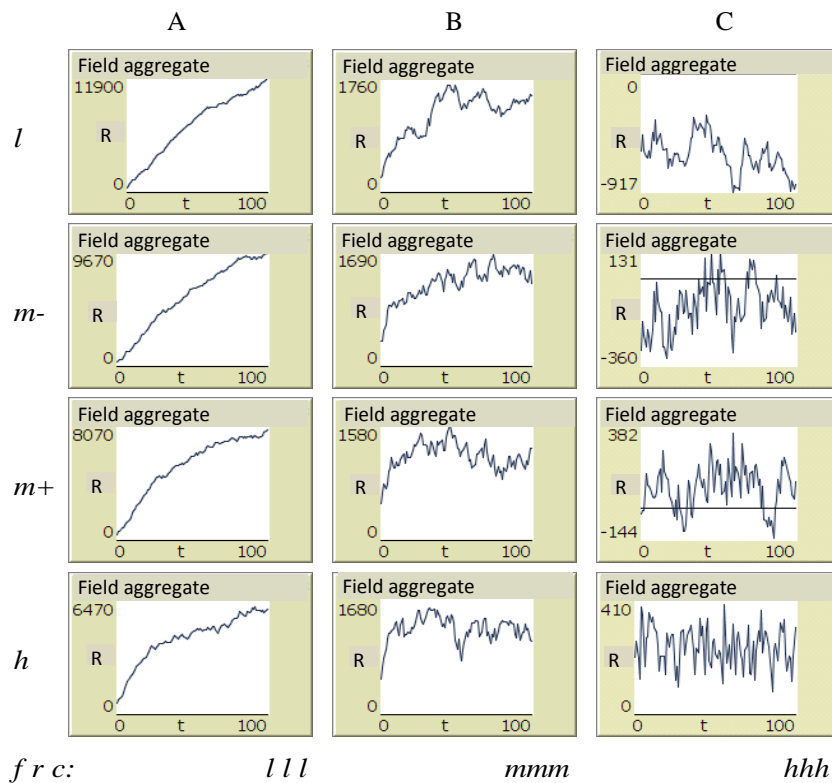 A B C
Field aggregate Field aggregate Field aggregate
11900 1760 0
l R R R
0 0 -917
0 t 100 0 t 100 0 t 100
Field aggregate Field aggregate Field aggregate
9670 1690 131
m- R R R
0 0 -360
0 t 100 0 t 100 0 t 100
Field aggregate Field aggregate Field aggregate
8070 1580 382
m+ R R R
0 0 -144
0 t 100 0 t 100 0 t 100
Field aggregate Field aggregate Field aggregate
6470 1680 410
h R R R
0 0 0
0 t 100 0 t 100 0 t 100
f r c: l l l mmm hhh